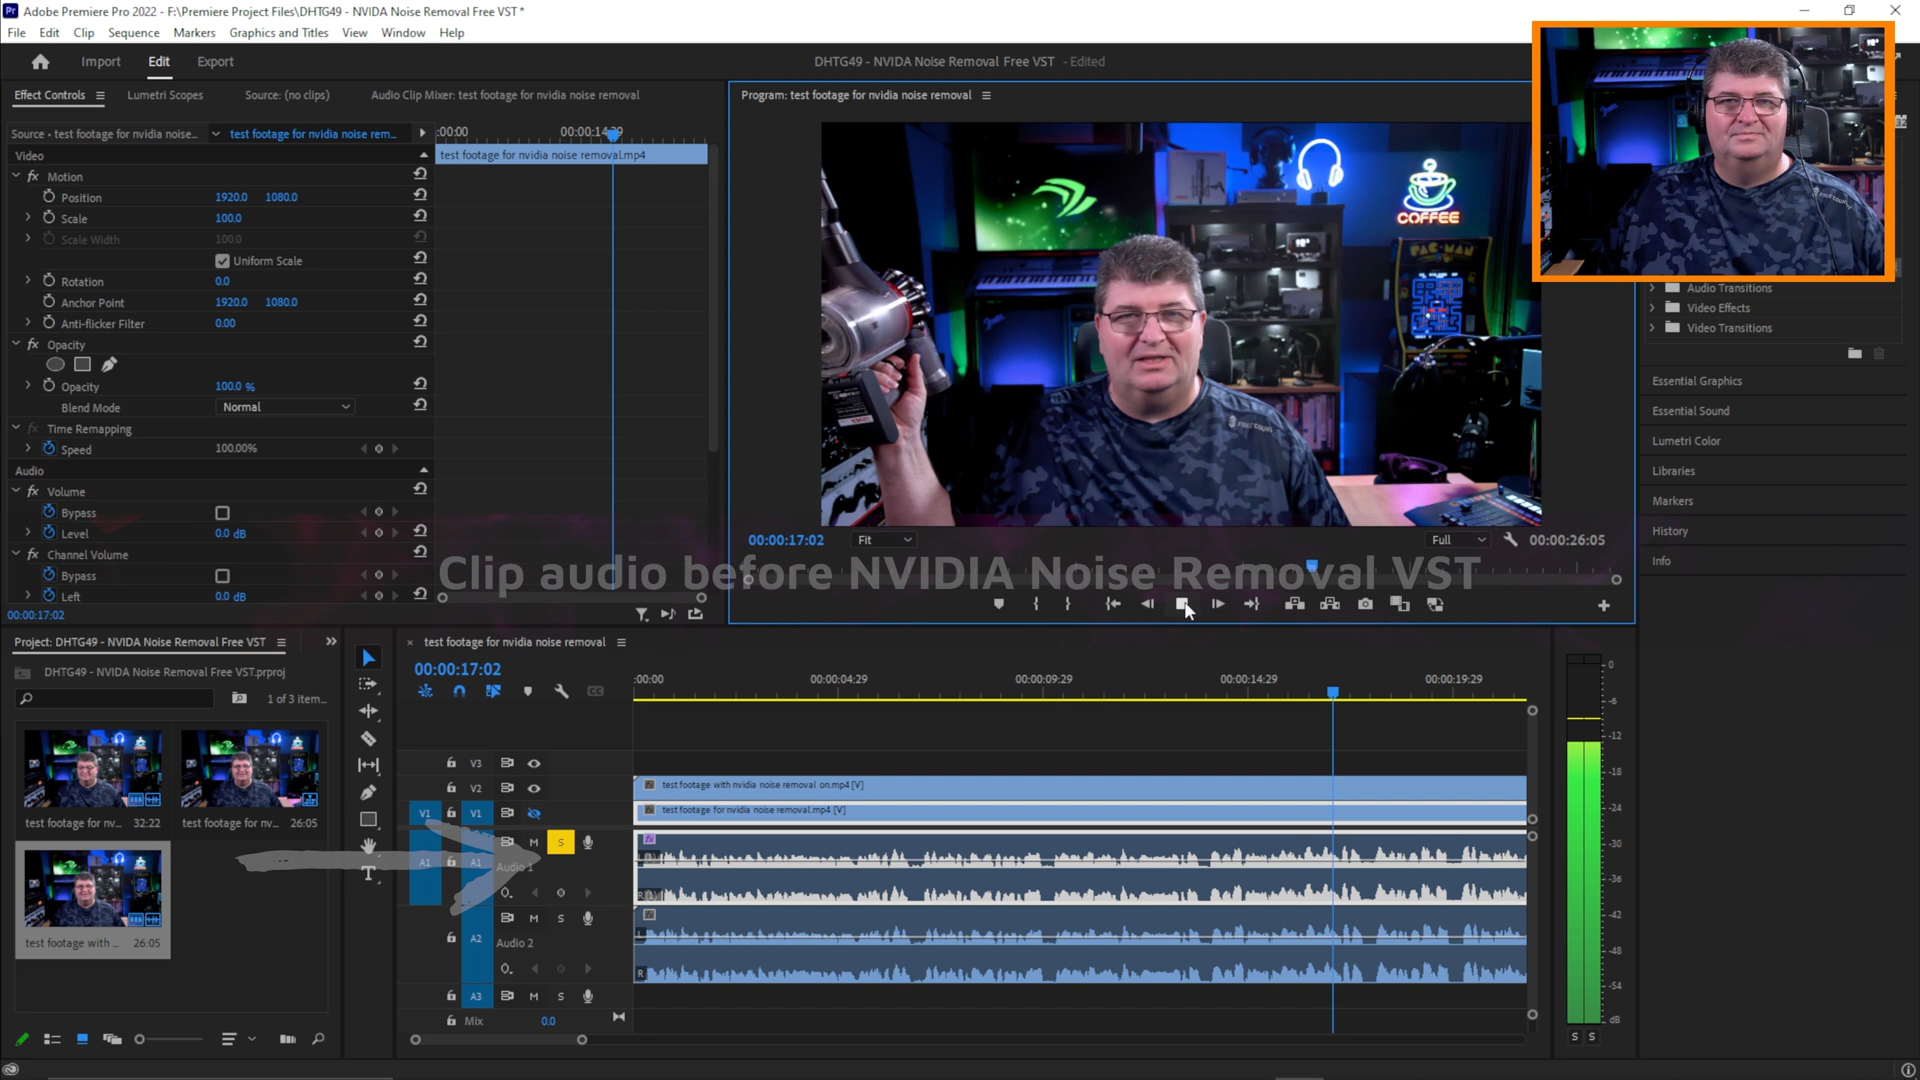 Adobe Premiere Pro 2022 - F:\Premiere Project Files\DHTG49 - NVIDIA Noise Removal Free VST *
File Edit Clip Sequence Markers Graphics and Titles View Window Help
Import Edit Export
DHTG49 - NVIDIA Noise Removal Free VST - Edited
Effect Controls
Lumetri Scopes
Source: (no clips)
Audio Clip Mixer: test footage for nvidia noise removal
Source • test footage for nvidia noise...
test footage for nvidia noise rem...
:00:00
00:00:14:29
Video
test footage for nvidia noise removal.mp4
fx Motion
Position 1920.0 1080.0
Scale 100.0
Scale Width 100.0
Uniform Scale
Rotation 0.0
Anchor Point 1920.0 1080.0
Anti-flicker Filter 0.00
fx Opacity
Opacity 100.0 %
Blend Mode Normal
fx Time Remapping
Speed 100.00%
Audio
fx Volume
Bypass
Level 0.0 dB
fx Channel Volume
Bypass
Left 0.0 dB
00:00:17:02
Program: test footage for nvidia noise removal
COFFEE
PAC-MAN
00:00:17:02
Fit
Full
00:00:26:05
Clip audio before NVIDIA Noise Removal VST
Audio Transitions
Video Effects
Video Transitions
Essential Graphics
Essential Sound
Lumetri Color
Libraries
Markers
History
Info
Project: DHTG49 - NVIDIA Noise Removal Free VST
DHTG49 - NVIDIA Noise Removal Free VST.prproj
1 of 3 item...
test footage for nv... 32:22
test footage for nv... 26:05
test footage with ... 26:05
T
test footage for nvidia noise removal
00:00:17:02
:00:00
00:00:04:29
00:00:09:29
00:00:14:29
00:00:19:29
V3
V2
test footage with nvidia noise removal on.mp4 [V]
V1 V1
test footage for nvidia noise removal.mp4 [V]
A1 A1 M S
Audio 1
A2 M S
Audio 2
L
R
A3 M S
Mix 0.0
0
-6
-12
-18
-24
-30
-36
-42
-48
-54
dB
S S